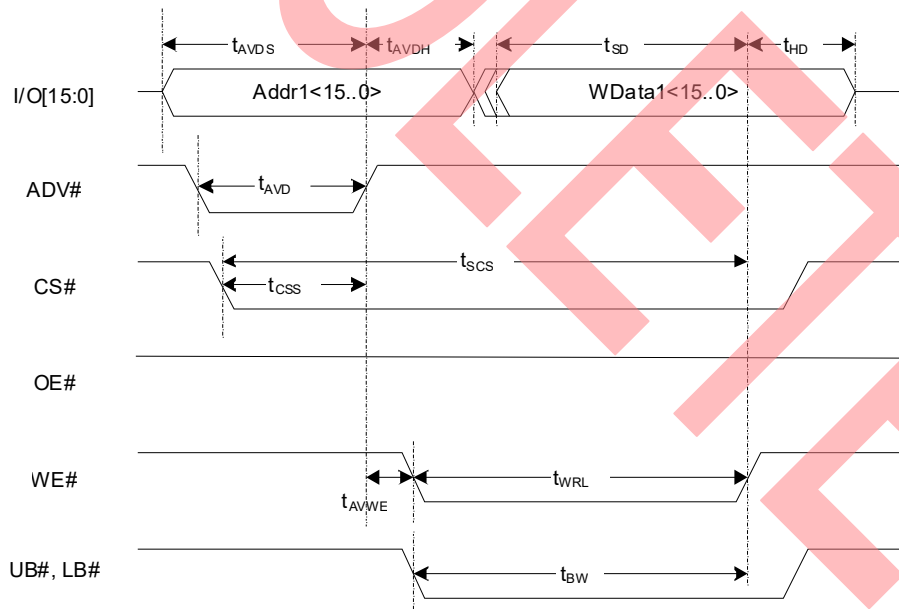 tAVDS tAVDH tSD tHD
I/O[15:0] Addr1<15..0> WData1<15..0>
ADV# tAVD
tSCS
CS# tCSS
OE#
WE# tWRL
tAVWE
UB#, LB# tBW